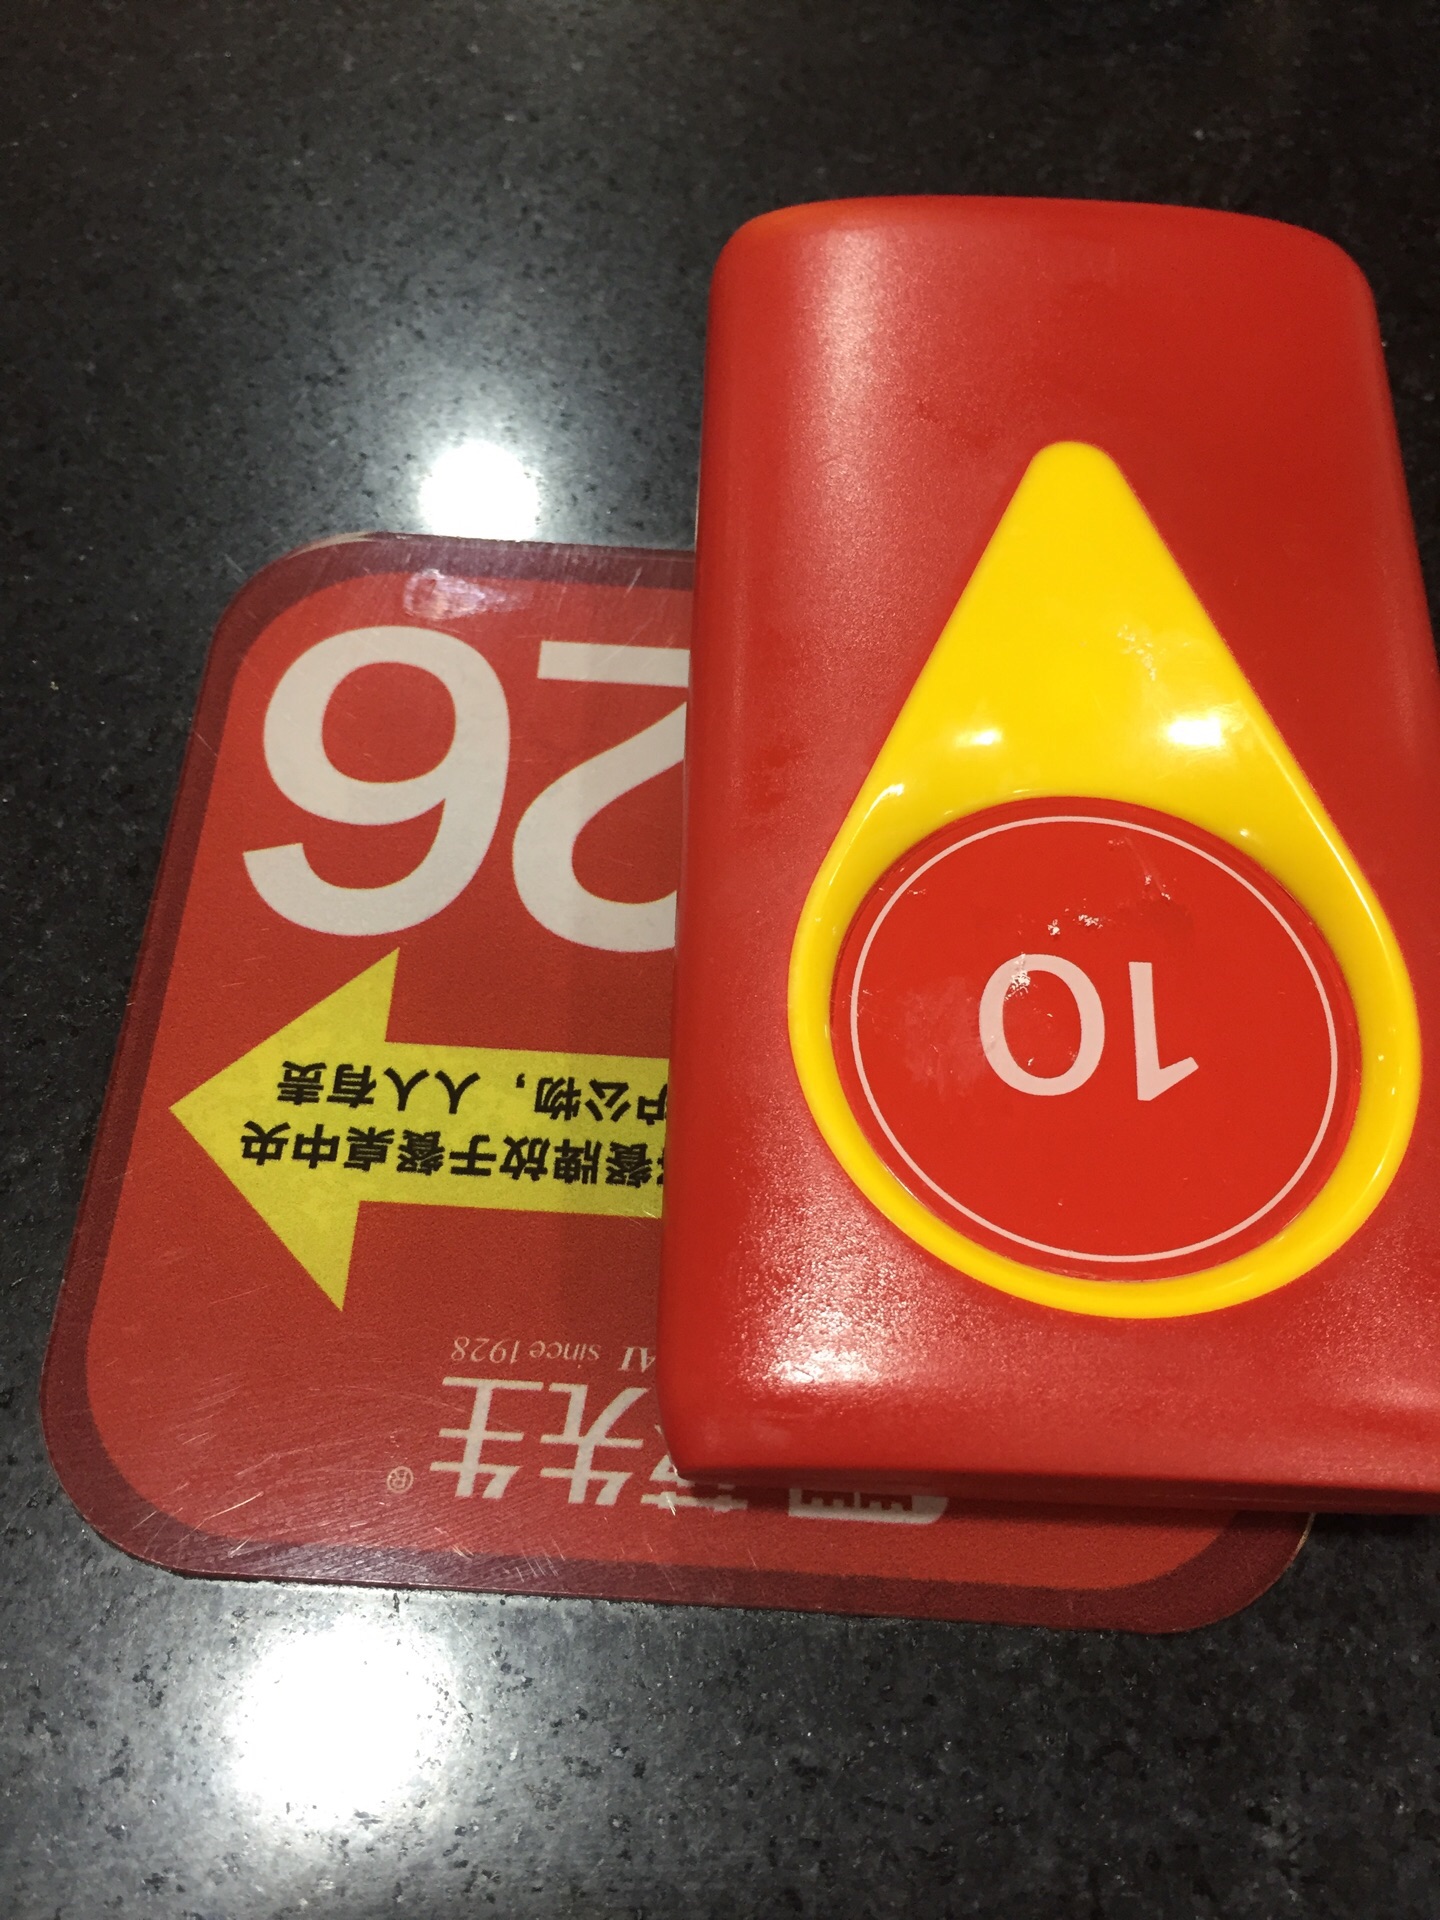 先生®
since 1928
餐牌放于餐桌中央
护公物，人人有责
26
10